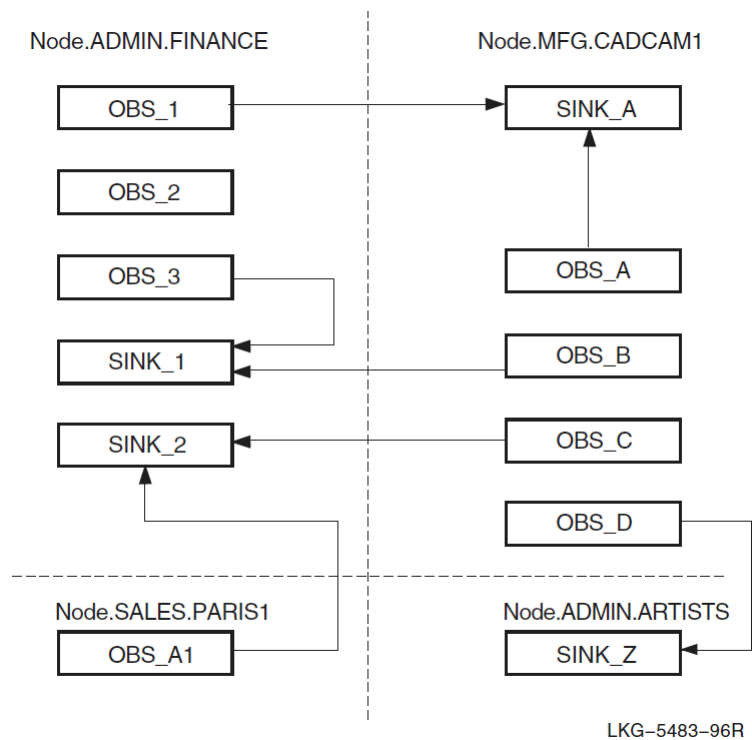 Node.ADMIN.FINANCE
OBS_1
OBS_2
OBS_3
SINK_1
SINK_2
Node.MFG.CADCAM1
SINK_A
OBS_A
OBS_B
OBS_C
OBS_D
Node.SALES.PARIS1
OBS_A1
Node.ADMIN.ARTISTS
SINK_Z
LKG–5483–96R